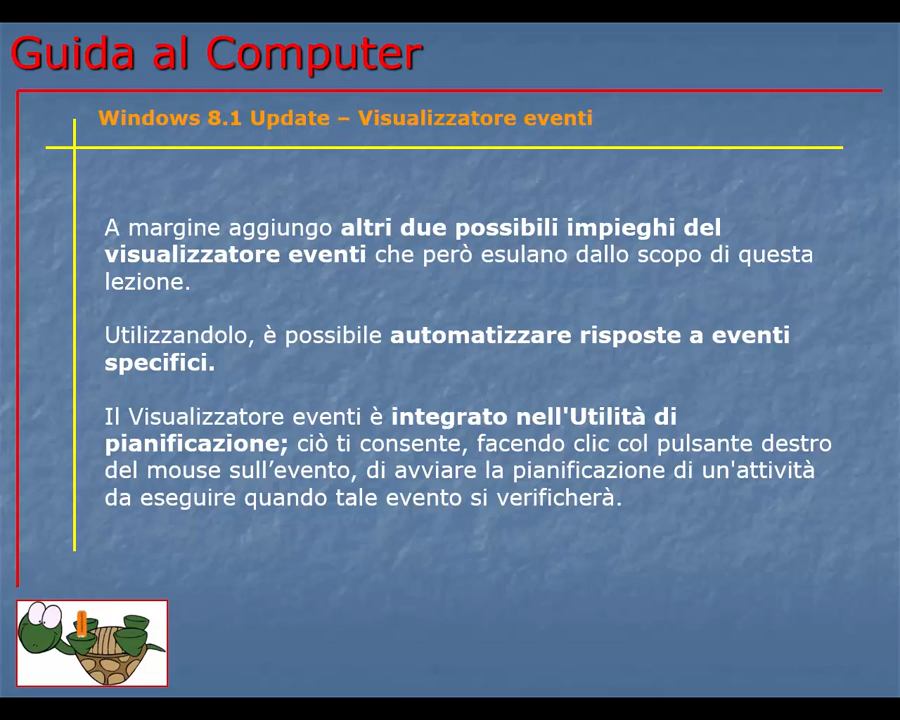 Guida al Computer
Windows 8.1 Update – Visualizzatore eventi
A margine aggiungo altri due possibili impieghi del
visualizzatore eventi che però esulano dallo scopo di questa
lezione.
Utilizzandolo, è possibile automatizzare risposte a eventi
specifici.
Il Visualizzatore eventi è integrato nell'Utilità di
pianificazione; ciò ti consente, facendo clic col pulsante destro
del mouse sull’evento, di avviare la pianificazione di un'attività
da eseguire quando tale evento si verificherà.